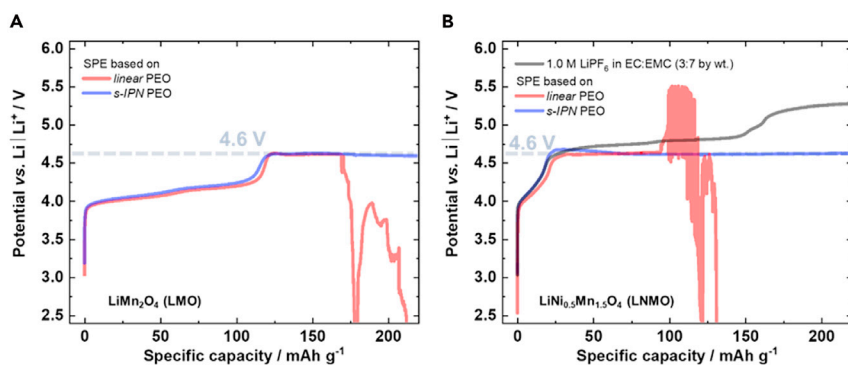 A
6.0
5.5
5.0
4.5
4.0
3.5
3.0
2.5
Potential vs. Li | Li⁺ / V
SPE based on
linear PEO
s-IPN PEO
4.6 V
LiMn₂O₄ (LMO)
0 50 100 150 200
Specific capacity / mAh g⁻¹
B
6.0
5.5
5.0
4.5
4.0
3.5
3.0
2.5
Potential vs. Li | Li⁺ / V
1.0 M LiPF₆ in EC:EMC (3:7 by wt.)
SPE based on
linear PEO
s-IPN PEO
4.6 V
LiNi₀.₅Mn₁.₅O₄ (LNMO)
0 50 100 150 200
Specific capacity / mAh g⁻¹